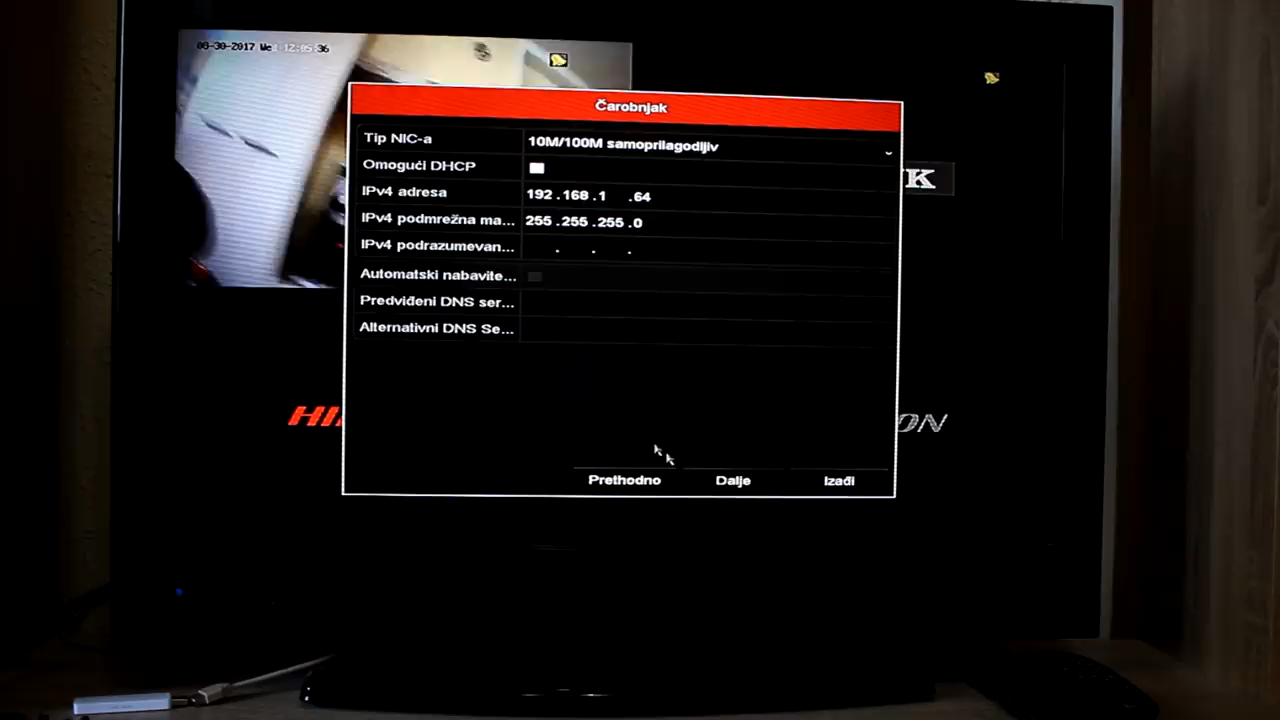 08-30-2017 Wed 12:05:36
Čarobnjak
Tip NIC-a 10M/100M samoprilagodljiv
Omogući DHCP
IPv4 adresa 192 .168 .1 .64
IPv4 podmrežna ma... 255 .255 .255 .0
IPv4 podrazumevan... . . .
Automatski nabavite...
Predviđeni DNS ser...
Alternativni DNS Se...
K
HI
ON
Prethodno Dalje Izađi